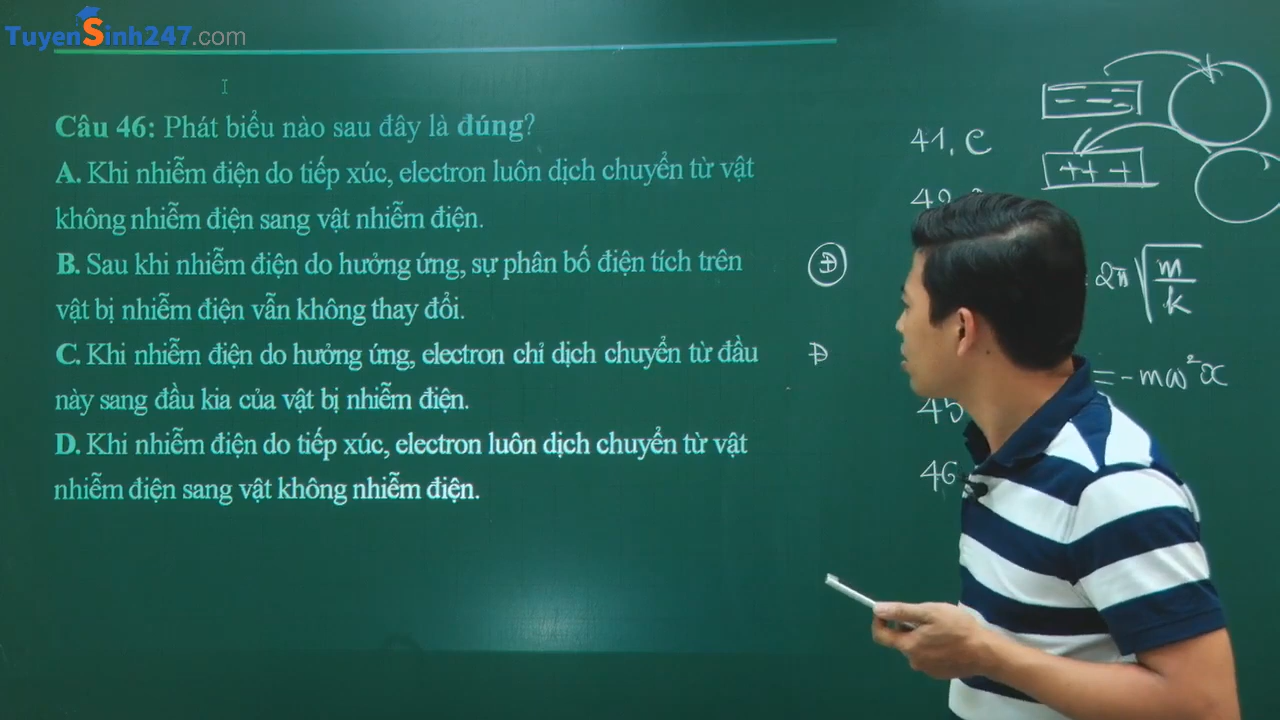 TuyenSinh247.com
Câu 46: Phát biểu nào sau đây là đúng?
A. Khi nhiễm điện do tiếp xúc, electron luôn dịch chuyển từ vật
không nhiễm điện sang vật nhiễm điện.
B. Sau khi nhiễm điện do hưởng ứng, sự phân bố điện tích trên
vật bị nhiễm điện vẫn không thay đổi.
C. Khi nhiễm điện do hưởng ứng, electron chỉ dịch chuyển từ đầu
này sang đầu kia của vật bị nhiễm điện.
D. Khi nhiễm điện do tiếp xúc, electron luôn dịch chuyển từ vật
nhiễm điện sang vật không nhiễm điện.
Đ
Đ
- - -
+ + +
41. C
2π√(m/k)
= -mω²x
45
46